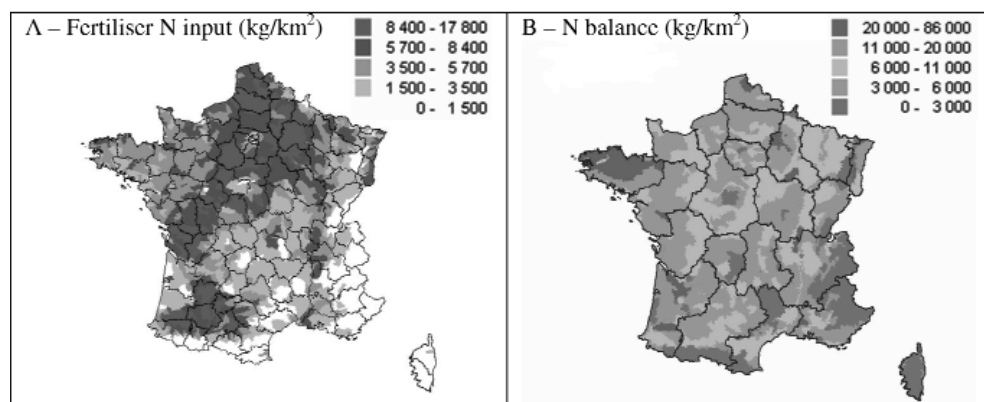 A – Fertiliser N input (kg/km²)
8 400 - 17 800
5 700 - 8 400
3 500 - 5 700
1 500 - 3 500
0 - 1 500
B – N balance (kg/km²)
20 000 - 86 000
11 000 - 20 000
6 000 - 11 000
3 000 - 6 000
0 - 3 000